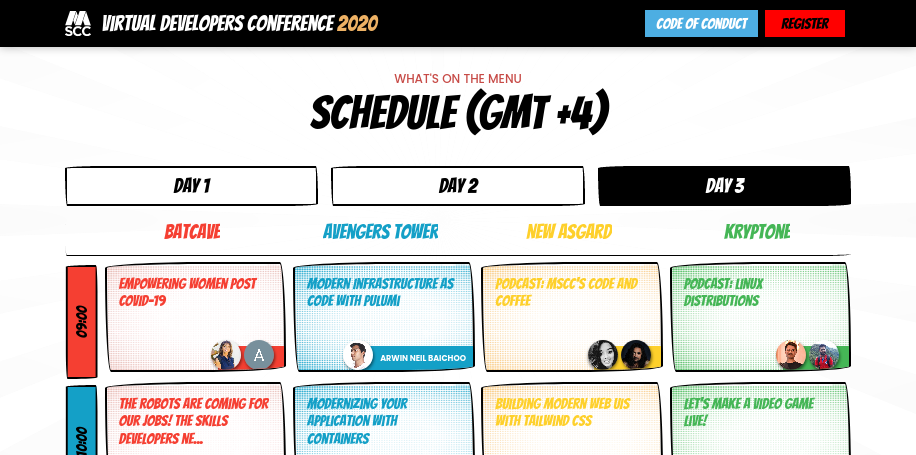 MSCC
VIRTUAL DEVELOPERS CONFERENCE 2020
CODE OF CONDUCT
REGISTER
WHAT'S ON THE MENU
SCHEDULE (GMT +4)
DAY 1
DAY 2
DAY 3
BATCAVE
AVENGERS TOWER
NEW ASGARD
KRYPTONE
09:00
EMPOWERING WOMEN POST
COVID-19
A
MODERN INFRASTRUCTURE AS
CODE WITH PULUMI
ARWIN NEIL BAICHOO
PODCAST: MSCC'S CODE AND
COFFEE
PODCAST: LINUX
DISTRIBUTIONS
10:00
THE ROBOTS ARE COMING FOR
OUR JOBS! THE SKILLS
DEVELOPERS NE...
MODERNIZING YOUR
APPLICATION WITH
CONTAINERS
BUILDING MODERN WEB UIS
WITH TAILWIND CSS
LET'S MAKE A VIDEO GAME
LIVE!